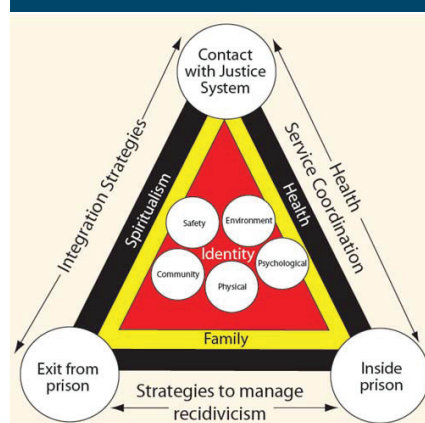 Contact
with Justice
System
Integration Strategies
Health
Service Coordination
Spiritualism
Health
Safety
Environment
Identity
Community
Psychological
Physical
Family
Exit from
prison
Inside
prison
Strategies to manage
recidivicism